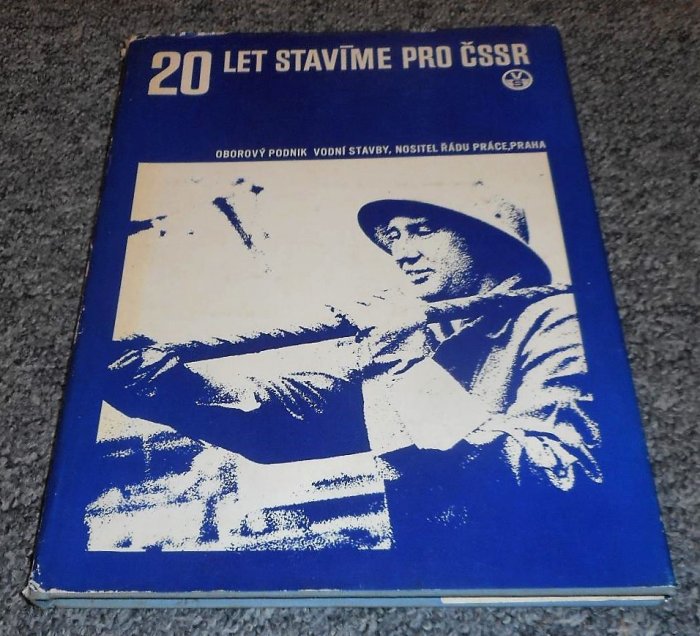 20 LET STAVÍME PRO ČSSR
VS
OBOROVÝ PODNIK VODNÍ STAVBY, NOSITEL ŘÁDU PRÁCE, PRAHA